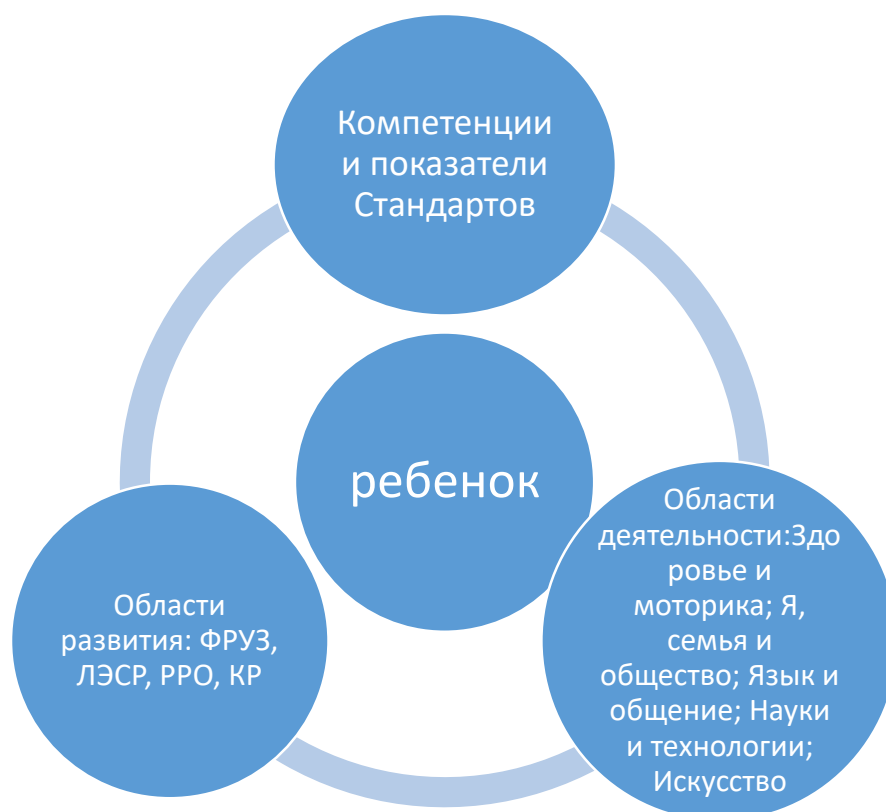 Компетенции
и показатели
Стандартов
ребенок
Области
развития: ФРУЗ,
ЛЭСР, РРО, КР
Области
деятельности:Здо
ровье и
моторика; Я,
семья и
общество; Язык и
общение; Науки
и технологии;
Искусство